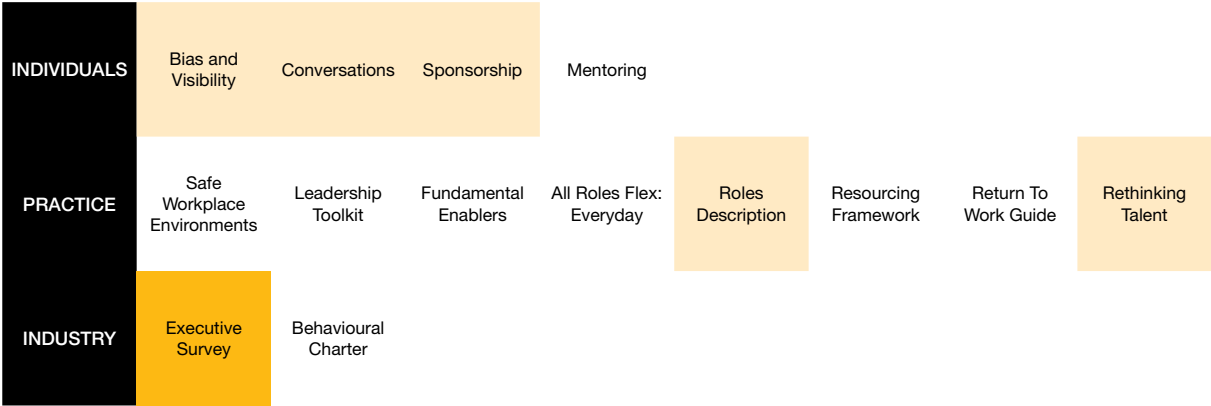 INDIVIDUALS
Bias and
Visibility
Conversations
Sponsorship
Mentoring
PRACTICE
Safe
Workplace
Environments
Leadership
Toolkit
Fundamental
Enablers
All Roles Flex:
Everyday
Roles
Description
Resourcing
Framework
Return To
Work Guide
Rethinking
Talent
INDUSTRY
Executive
Survey
Behavioural
Charter